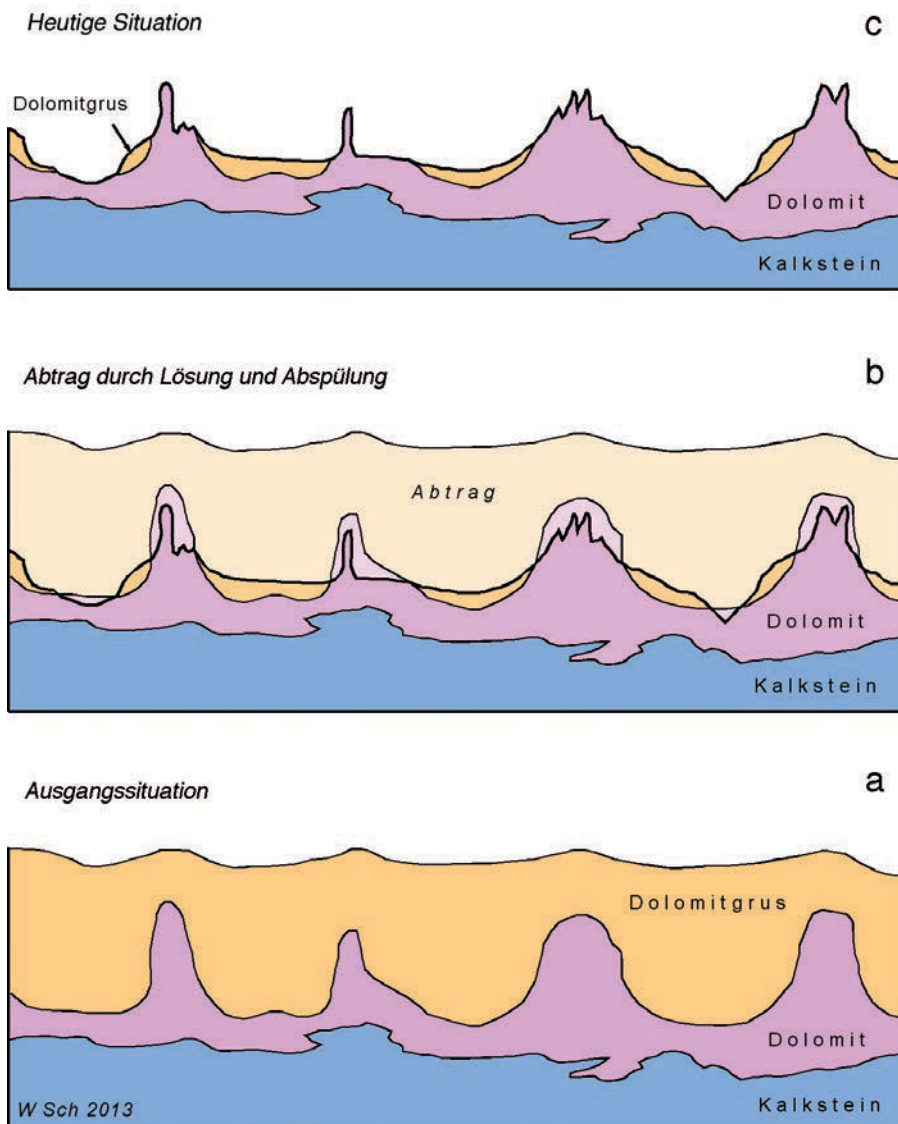 Heutige Situation
c
Dolomitgrus
Dolomit
Kalkstein
Abtrag durch Lösung und Abspülung
b
Abtrag
Dolomit
Kalkstein
Ausgangssituation
a
Dolomitgrus
Dolomit
Kalkstein
W Sch 2013